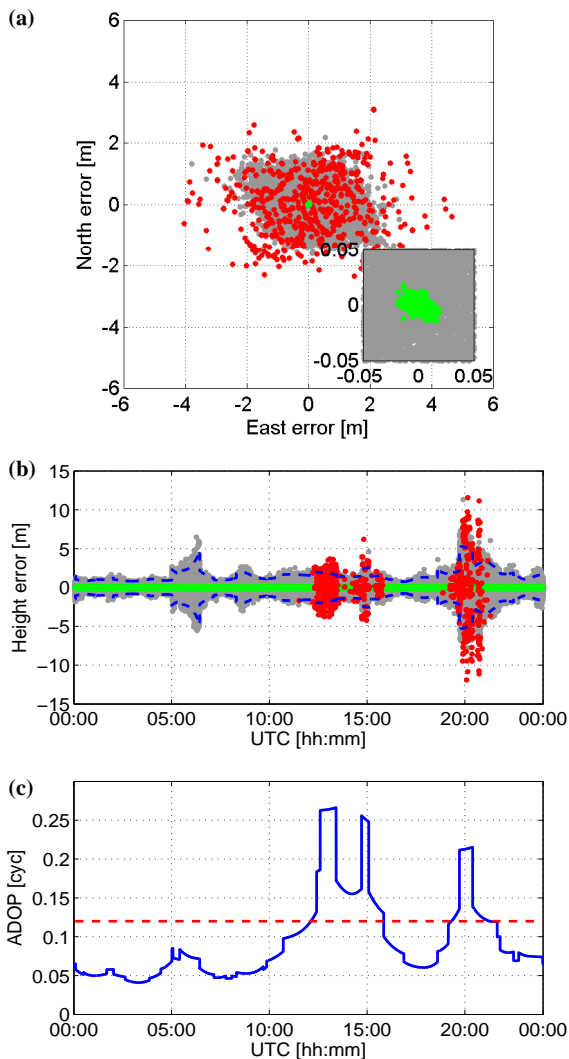 (a)
6
4
2
0
-2
-4
-6
North error [m]
-6 -4 -2 0 2 4 6
East error [m]
0.05
0
-0.05
-0.05 0 0.05
(b)
15
10
5
0
−5
−10
−15
Height error [m]
00:00 05:00 10:00 15:00 20:00 00:00
UTC [hh:mm]
(c)
0.25
0.2
0.15
0.1
0.05
0
ADOP [cyc]
00:00 05:00 10:00 15:00 20:00 00:00
UTC [hh:mm]